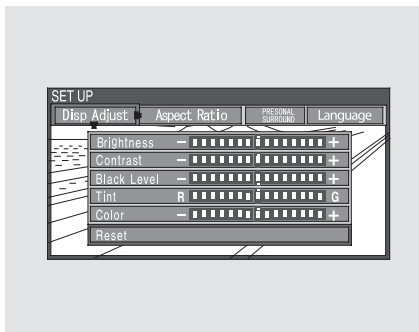 SET UP
Disp Adjust Aspect Ratio PRESONAL SURROUND Language
Brightness - +
Contrast - +
Black Level - +
Tint R G
Color - +
Reset